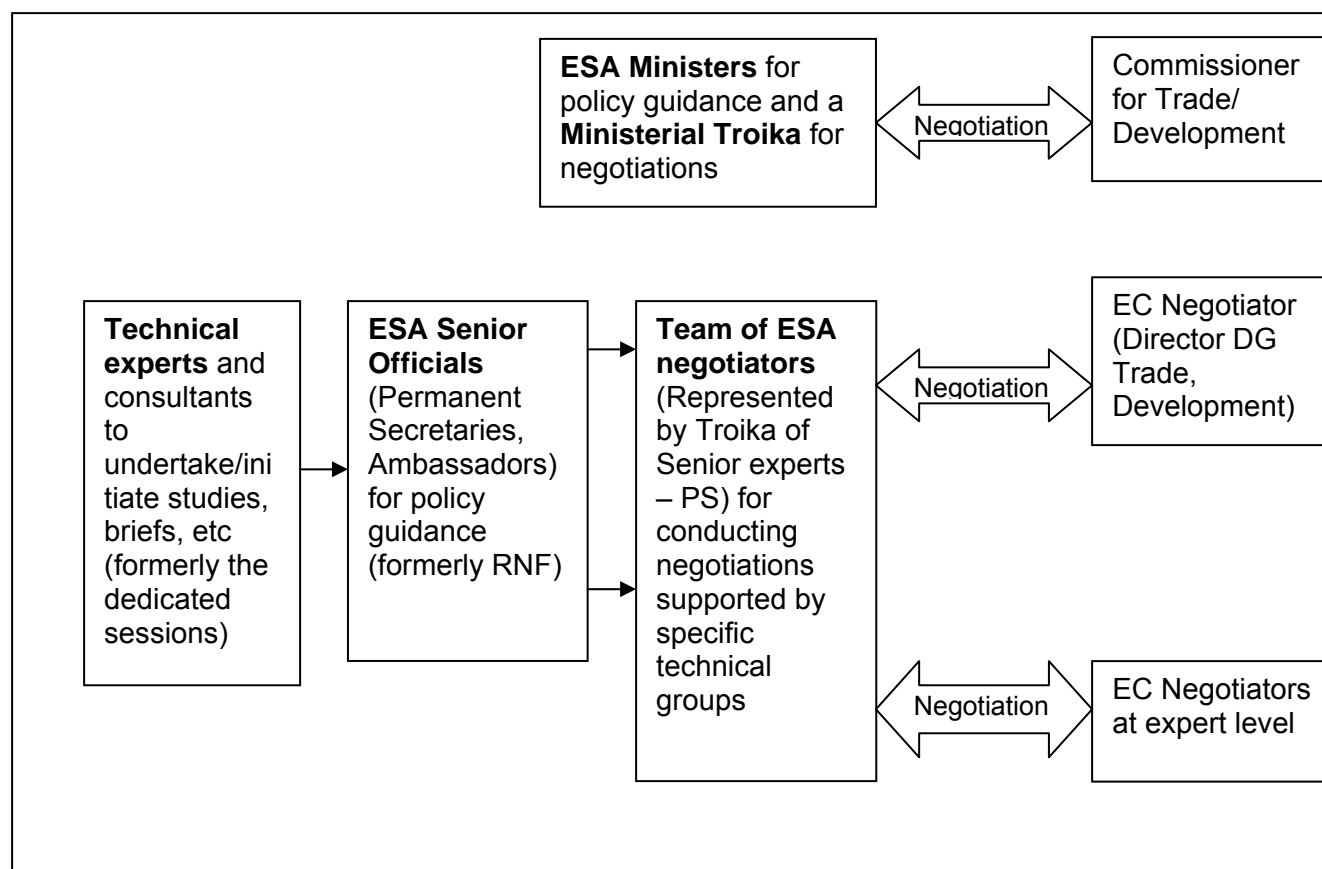 ESA Ministers for
policy guidance and a
Ministerial Troika for
negotiations
Negotiation
Commissioner
for Trade/
Development
Technical
experts and
consultants
to
undertake/ini
tiate studies,
briefs, etc
(formerly the
dedicated
sessions)
ESA Senior
Officials
(Permanent
Secretaries,
Ambassadors)
for policy
guidance
(formerly RNF)
Team of ESA
negotiators
(Represented
by Troika of
Senior experts
– PS) for
conducting
negotiations
supported by
specific
technical
groups
Negotiation
EC Negotiator
(Director DG
Trade,
Development)
Negotiation
EC Negotiators
at expert level